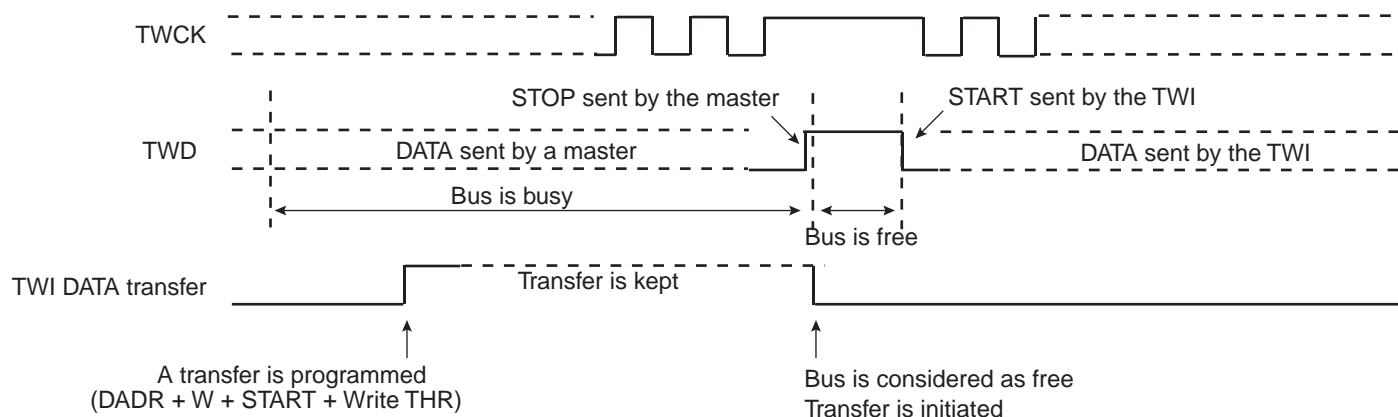 TWCK
STOP sent by the master
START sent by the TWI
TWD
DATA sent by a master
DATA sent by the TWI
Bus is busy
Bus is free
TWI DATA transfer
Transfer is kept
A transfer is programmed
(DADR + W + START + Write THR)
Bus is considered as free
Transfer is initiated